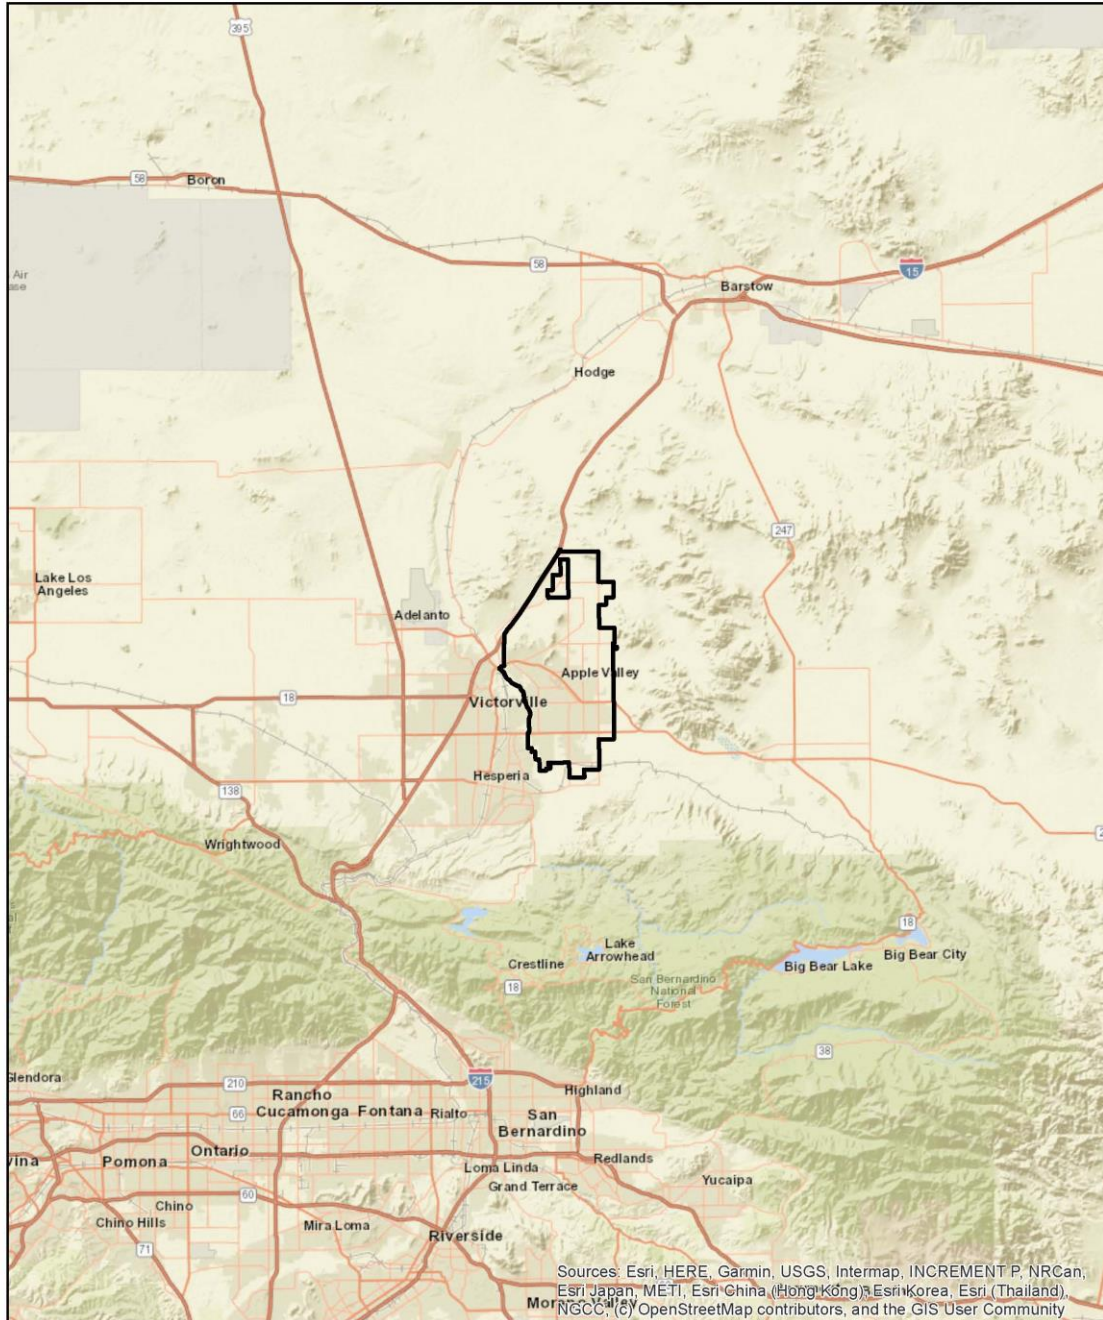 395
58
Boron
58
15
Air
ase
Barstow
Hodge
247
Lake Los
Angeles
Adelanto
Apple Valley
18
Victorville
Hesperia
138
Wrightwood
2
18
Lake
Arrowhead
Crestline
Big Bear City
Big Bear Lake
18
San Bernardino
National
Forest
38
Glendora
210
215
Highland
Rancho
Cucamonga
Fontana
Rialto
66
San
Bernardino
Ontario
vina
Pomona
Redlands
Loma Linda
Yucaipa
Grand Terrace
60
Chino
Chino Hills
Mira Loma
Riverside
71
Sources: Esri, HERE, Garmin, USGS, Intermap, INCREMENT P, NRCan,
Esri Japan, METI, Esri China (Hong Kong), Esri Korea, Esri (Thailand),
NGCC, (c) OpenStreetMap contributors, and the GIS User Community
Moreno Valley